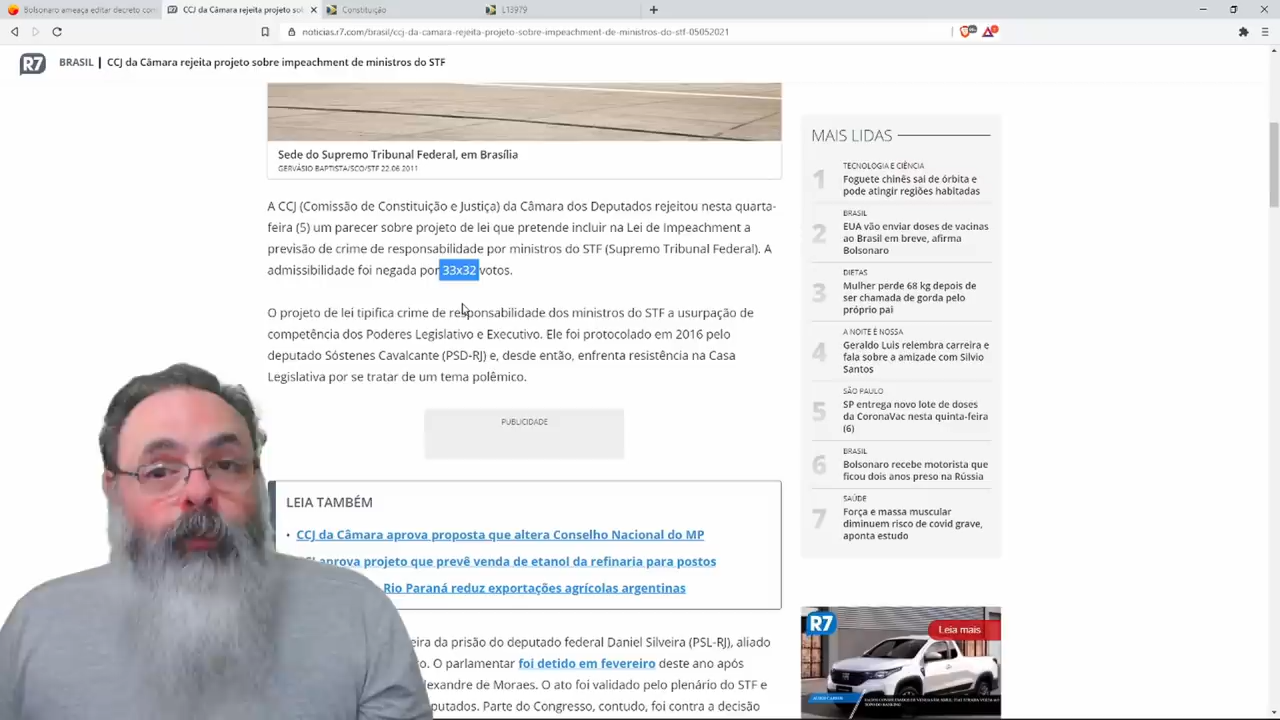 Bolsonaro ameaça editar decreto con
CCJ da Câmara rejeita projeto so
Constituição
L13979
noticias.r7.com/brasil/ccj-da-camara-rejeita-projeto-sobre-impeachment-de-ministros-do-stf-05052021
R7
BRASIL | CCJ da Câmara rejeita projeto sobre impeachment de ministros do STF
Sede do Supremo Tribunal Federal, em Brasília
GERVÁSIO BAPTISTA/SCO/STF 22.06.2011
A CCJ (Comissão de Constituição e Justiça) da Câmara dos Deputados rejeitou nesta quarta-
feira (5) um parecer sobre projeto de lei que pretende incluir na Lei de Impeachment a
previsão de crime de responsabilidade por ministros do STF (Supremo Tribunal Federal). A
admissibilidade foi negada por 33x32 votos.
O projeto de lei tipifica crime de responsabilidade dos ministros do STF a usurpação de
competência dos Poderes Legislativo e Executivo. Ele foi protocolado em 2016 pelo
deputado Sóstenes Cavalcante (PSD-RJ) e, desde então, enfrenta resistência na Casa
Legislativa por se tratar de um tema polêmico.
PUBLICIDADE
LEIA TAMBÉM
CCJ da Câmara aprova proposta que altera Conselho Nacional do MP
aprova projeto que prevê venda de etanol da refinaria para postos
Rio Paraná reduz exportações agrícolas argentinas
eira da prisão do deputado federal Daniel Silveira (PSL-RJ), aliado
o. O parlamentar foi detido em fevereiro deste ano após
lexandre de Moraes. O ato foi validado pelo plenário do STF e
putados. Parte do Congresso, contudo, foi contra a decisão
MAIS LIDAS
1
TECNOLOGIA E CIÊNCIA
Foguete chinês sai de órbita e
pode atingir regiões habitadas
2
BRASIL
EUA vão enviar doses de vacinas
ao Brasil em breve, afirma
Bolsonaro
3
DIETAS
Mulher perde 68 kg depois de
ser chamada de gorda pelo
próprio pai
4
A NOITE É NOSSA
Geraldo Luis relembra carreira e
fala sobre a amizade com Silvio
Santos
5
SÃO PAULO
SP entrega novo lote de doses
da CoronaVac nesta quinta-feira
(6)
6
BRASIL
Bolsonaro recebe motorista que
ficou dois anos preso na Rússia
7
SAÚDE
Força e massa muscular
diminuem risco de covid grave,
aponta estudo
R7
Leia mais